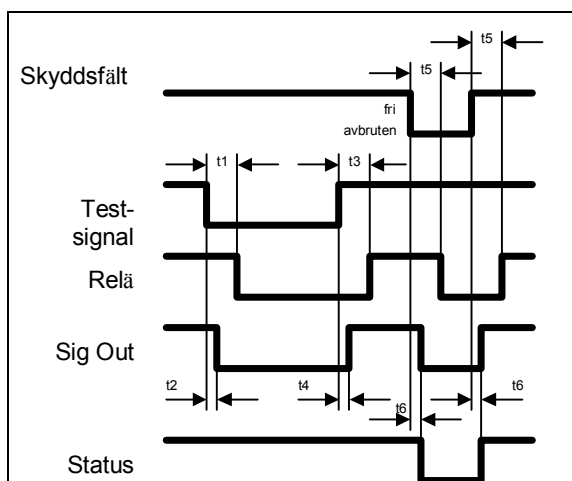 t5
t5
Skyddsfält
fri
avbruten
t1
t3
Test-
signal
Relä
Sig Out
t2
t4
t6
t6
Status